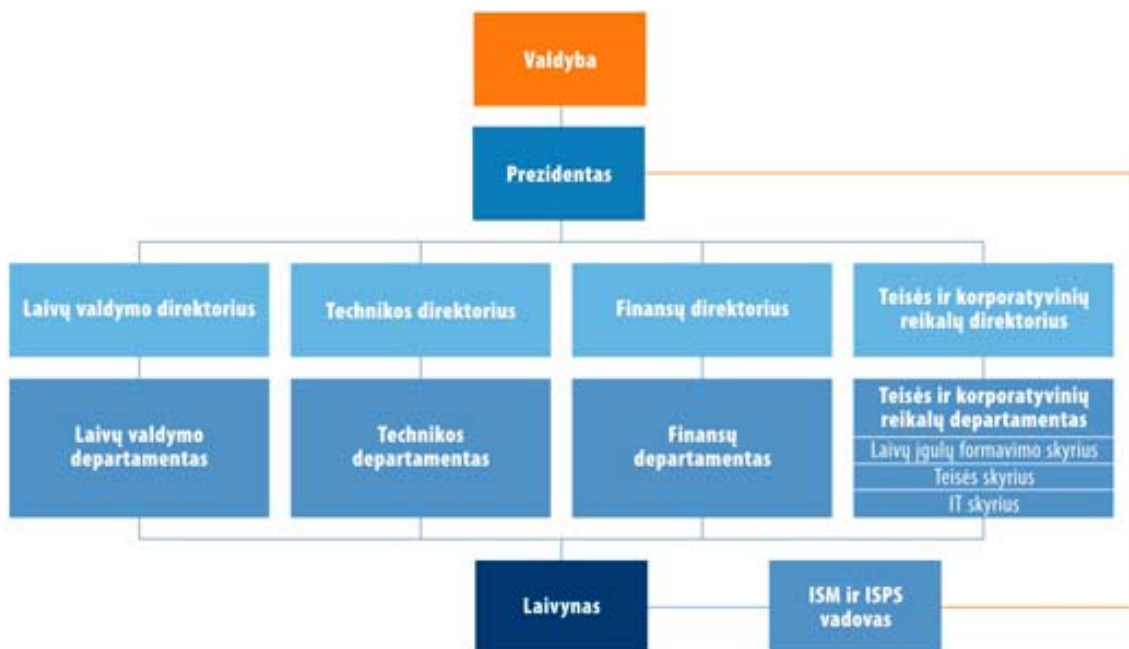 Valdyba
Prezidentas
Laivų valdymo direktorius
Technikos direktorius
Finansų direktorius
Teisės ir korporatyvinių
reikalų direktorius
Laivų valdymo
departamentas
Technikos
departamentas
Finansų
departamentas
Teisės ir korporatyvinių
reikalų departamentas
Laivų įgulų formavimo skyrius
Teisės skyrius
IT skyrius
Laivynas
ISM ir ISPS
vadovas